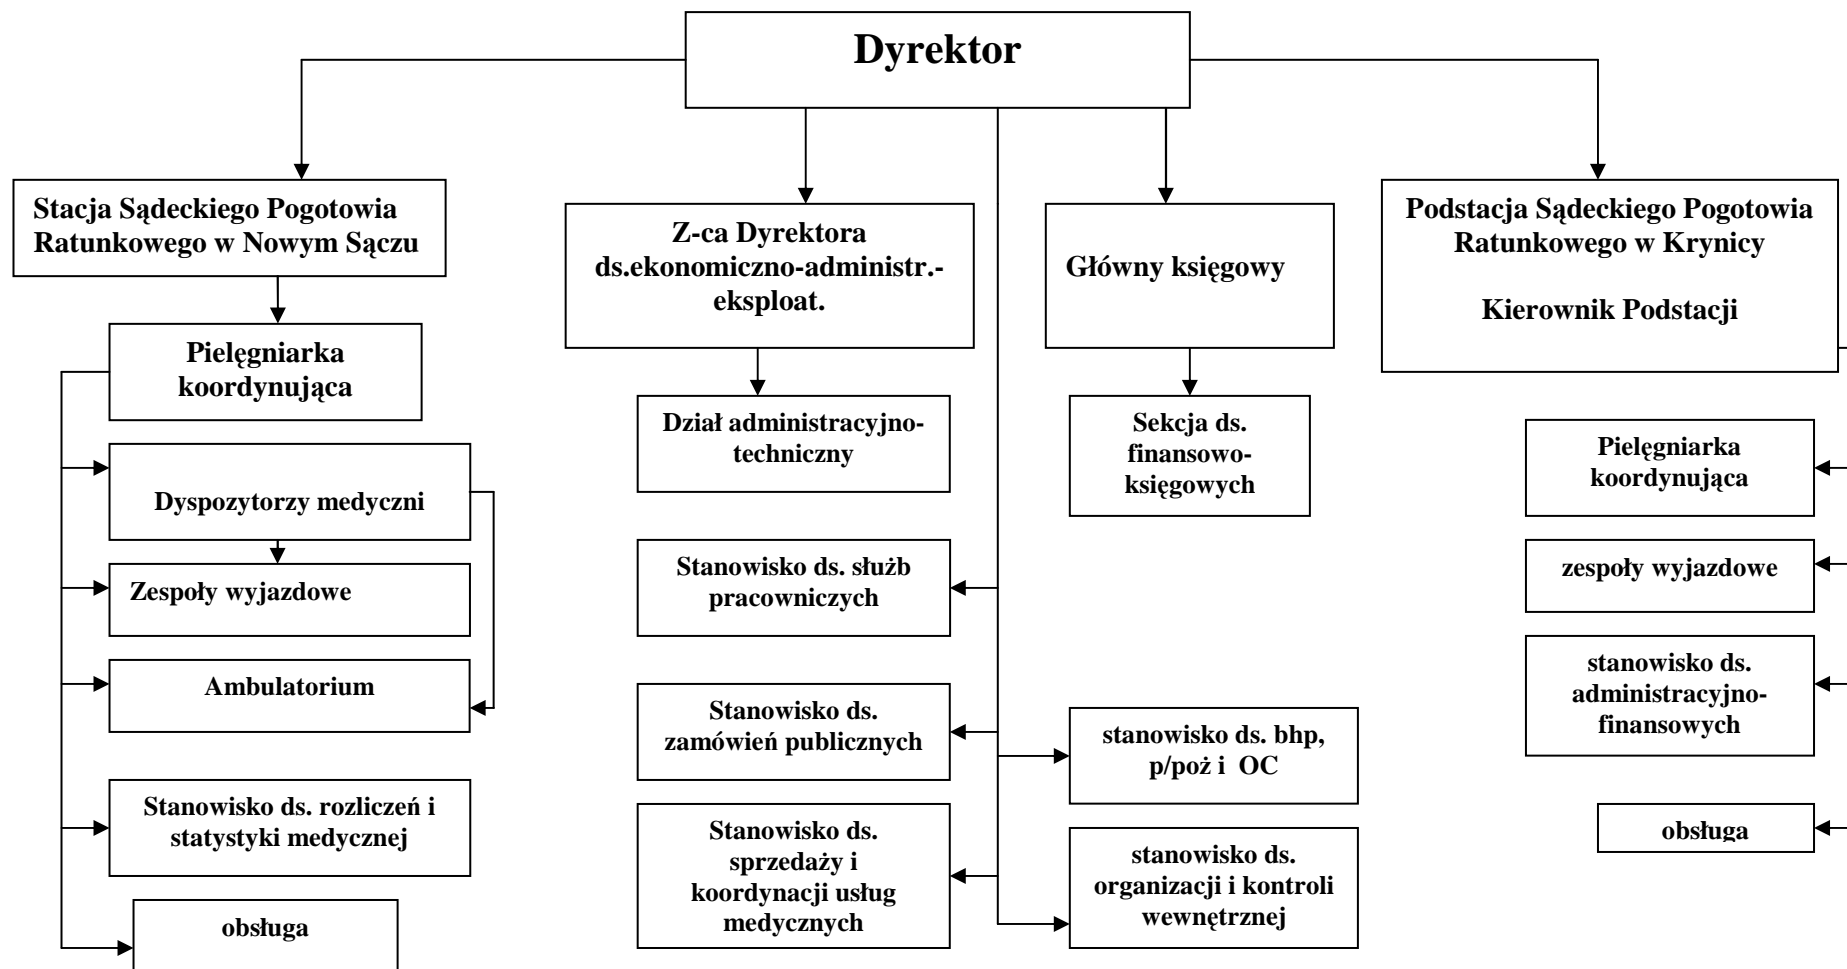 Dyrektor
Stacja Sądeckiego Pogotowia
Ratunkowego w Nowym Sączu
Z-ca Dyrektora
ds.ekonomiczno-administr.-
eksploat.
Główny księgowy
Podstacja Sądeckiego Pogotowia
Ratunkowego w Krynicy
Kierownik Podstacji
Pielęgniarka
koordynująca
Dyspozytorzy medyczni
Zespoły wyjazdowe
Ambulatorium
Stanowisko ds. rozliczeń i
statystyki medycznej
obsługa
Dział administracyjno-
techniczny
Stanowisko ds. służb
pracowniczych
Stanowisko ds.
zamówień publicznych
Stanowisko ds.
sprzedaży i
koordynacji usług
medycznych
Sekcja ds.
finansowo-
księgowych
stanowisko ds. bhp,
p/poż i  OC
stanowisko ds.
organizacji i kontroli
wewnętrznej
Pielęgniarka
koordynująca
zespoły wyjazdowe
stanowisko ds.
administracyjno-
finansowych
obsługa